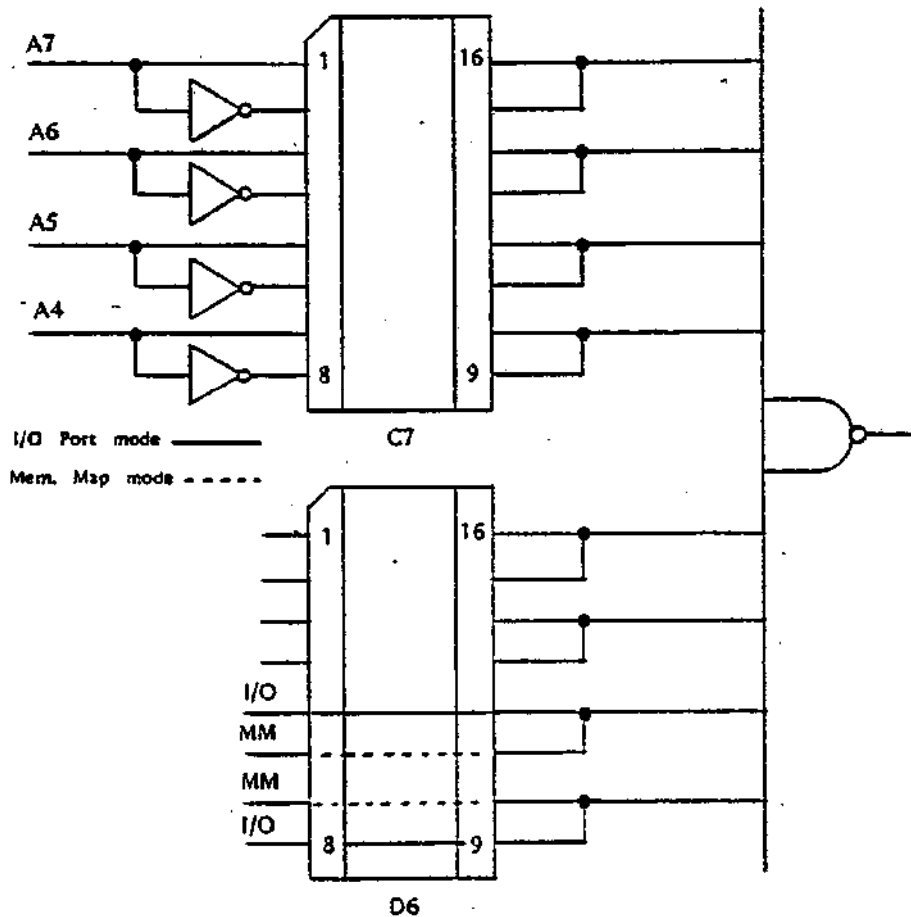 A7
1
16
A6
A5
A4
8
9
C7
I/O Port mode
Mem. Map mode
1
16
I/O
MM
MM
I/O
8
9
D6